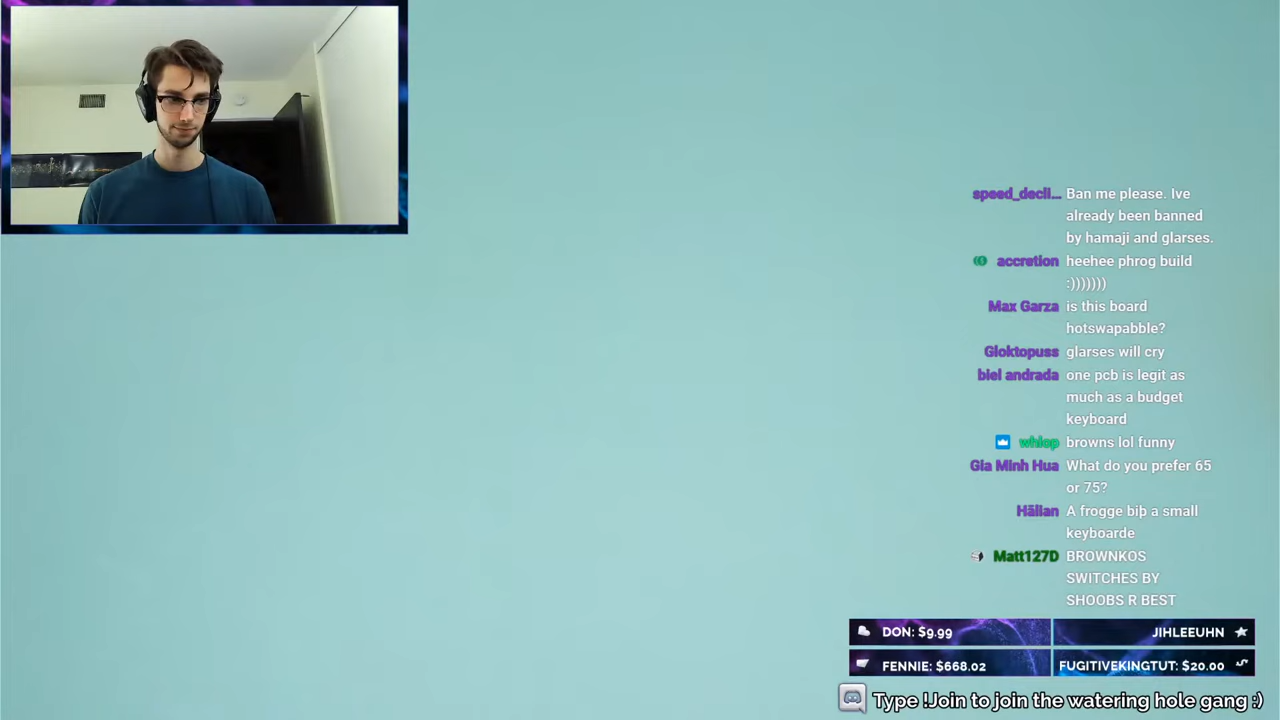 speed_decli... Ban me please. Ive
already been banned
by hamaji and glarses.
accretion heehee phrog build
:)))))))
Max Garza is this board
hotswapabble?
Gloktopuss glarses will cry
biel andrada one pcb is legit as
much as a budget
keyboard
whlop browns lol funny
Gia Minh Hua What do you prefer 65
or 75?
Hälian A frogge biþ a small
keyboarde
Matt127D BROWNKOS
SWITCHES BY
SHOOBS R BEST
DON: $9.99 JIHLEEUHN
FENNIE: $668.02 FUGITIVEKINGTUT: $20.00
Type !Join to join the watering hole gang :)